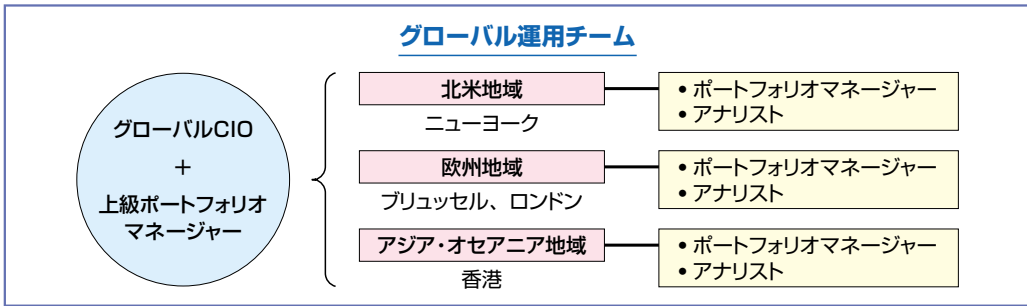 グローバル運用チーム
グローバルCIO
+
上級ポートフォリオ
マネージャー
北米地域
ニューヨーク
• ポートフォリオマネージャー
• アナリスト
欧州地域
ブリュッセル、ロンドン
• ポートフォリオマネージャー
• アナリスト
アジア・オセアニア地域
香港
• ポートフォリオマネージャー
• アナリスト